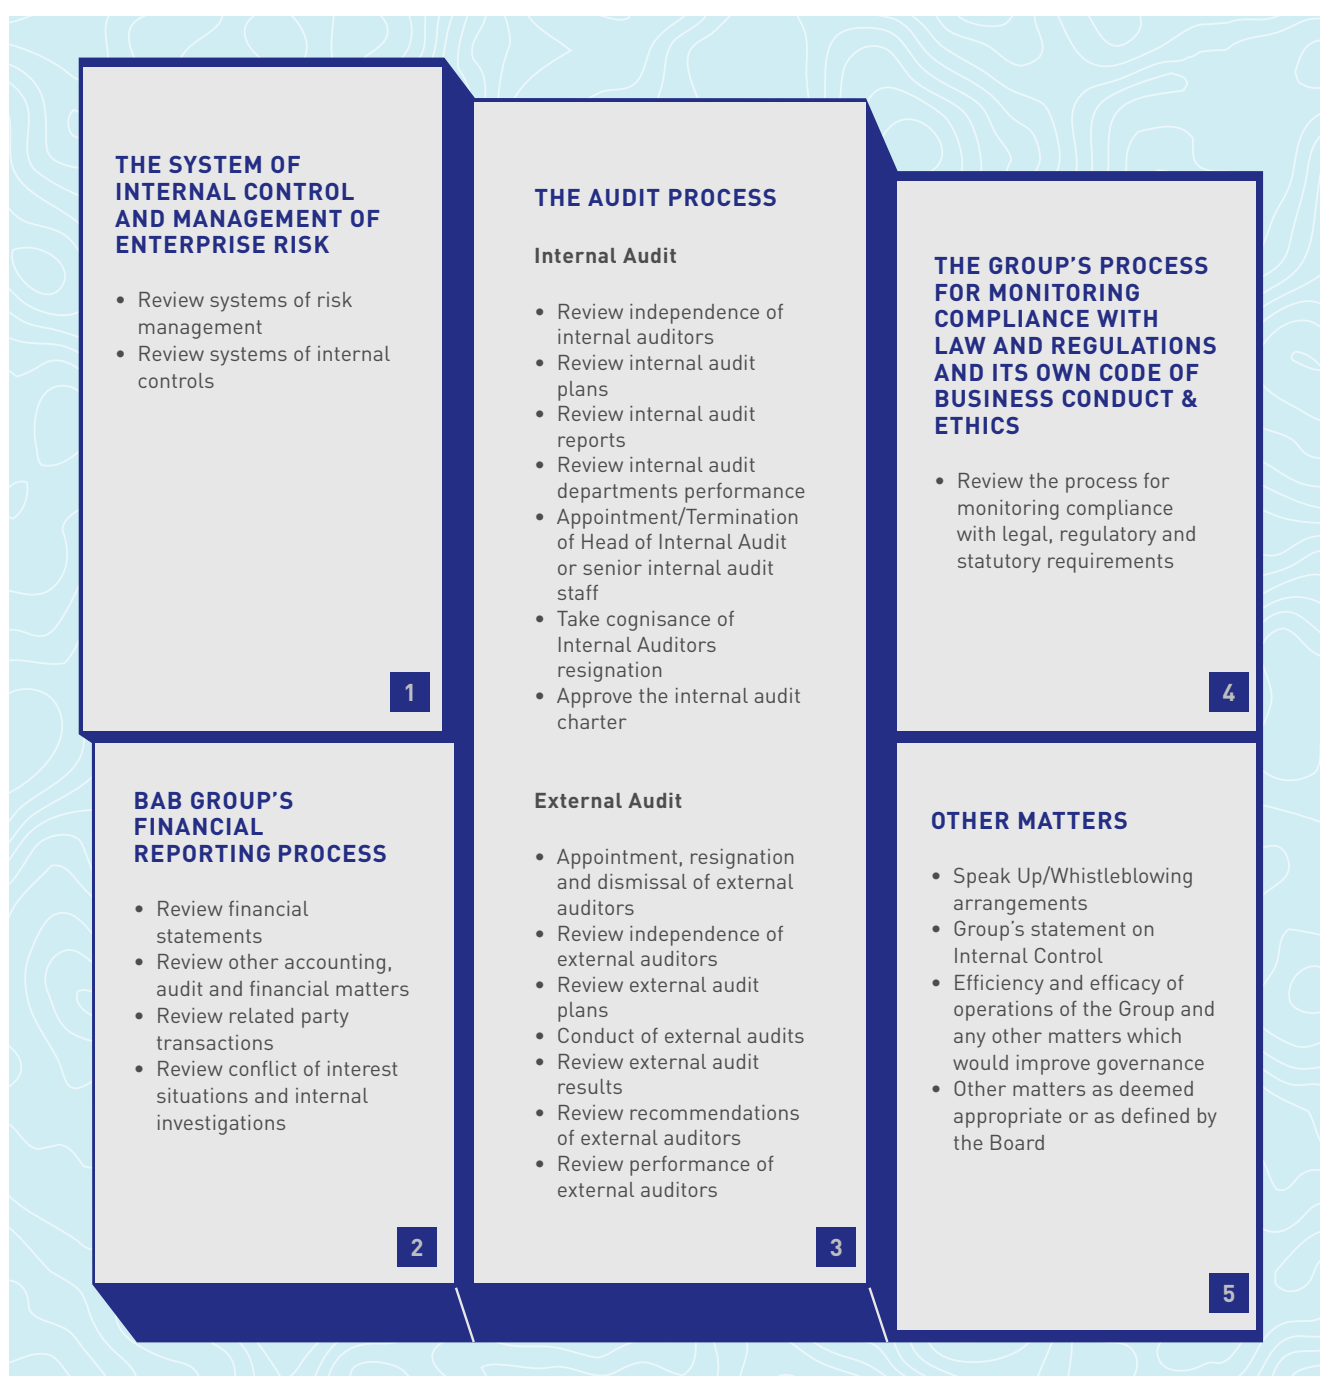 THE SYSTEM OF
INTERNAL CONTROL
AND MANAGEMENT OF
ENTERPRISE RISK
• Review systems of risk
management
• Review systems of internal
controls
1
BAB GROUP'S
FINANCIAL
REPORTING PROCESS
• Review financial
statements
• Review other accounting,
audit and financial matters
• Review related party
transactions
• Review conflict of interest
situations and internal
investigations
2
THE AUDIT PROCESS
Internal Audit
• Review independence of
internal auditors
• Review internal audit
plans
• Review internal audit
reports
• Review internal audit
departments performance
• Appointment/Termination
of Head of Internal Audit
or senior internal audit
staff
• Take cognisance of
Internal Auditors
resignation
• Approve the internal audit
charter
External Audit
• Appointment, resignation
and dismissal of external
auditors
• Review independence of
external auditors
• Review external audit
plans
• Conduct of external audits
• Review external audit
results
• Review recommendations
of external auditors
• Review performance of
external auditors
3
THE GROUP'S PROCESS
FOR MONITORING
COMPLIANCE WITH
LAW AND REGULATIONS
AND ITS OWN CODE OF
BUSINESS CONDUCT &
ETHICS
• Review the process for
monitoring compliance
with legal, regulatory and
statutory requirements
4
OTHER MATTERS
• Speak Up/Whistleblowing
arrangements
• Group's statement on
Internal Control
• Efficiency and efficacy of
operations of the Group and
any other matters which
would improve governance
• Other matters as deemed
appropriate or as defined by
the Board
5